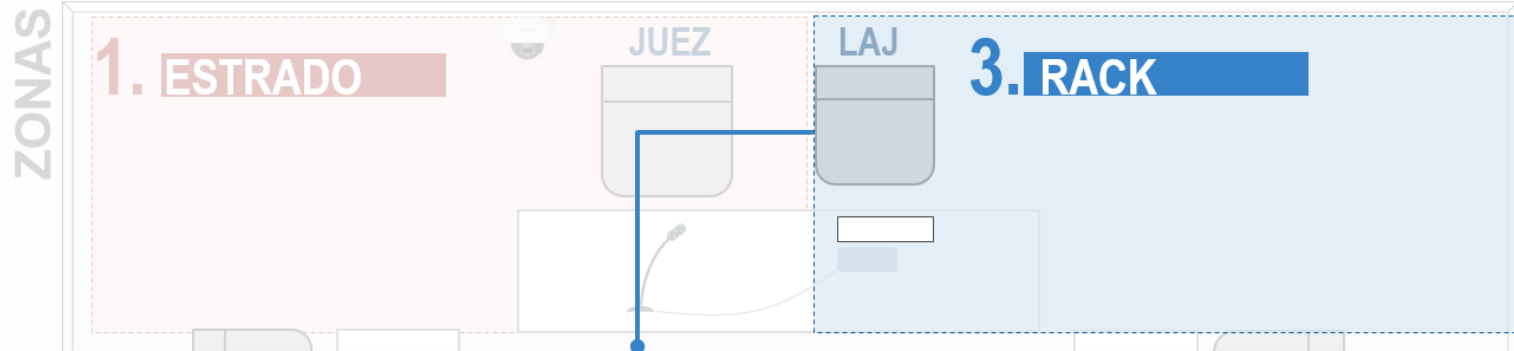 ZONAS
1. ESTRADO
JUEZ
LAJ
3. RACK